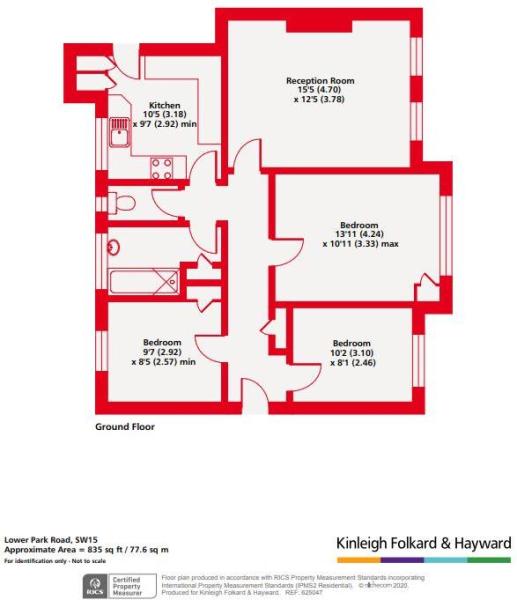 Reception Room
15'5 (4.70)
x 12'5 (3.78)
Kitchen
10'5 (3.18)
x 9'7 (2.92) min
Bedroom
13'11 (4.24)
x 10'11 (3.33) max
Bedroom
9'7 (2.92)
x 8'5 (2.57) min
Bedroom
10'2 (3.10)
x 8'1 (2.46)
Ground Floor
Lower Park Road, SW15
Approximate Area = 835 sq ft / 77.6 sq m
For identification only - Not to scale
Kinleigh Folkard & Hayward
RICS
Certified
Property
Measurer
Floor plan produced in accordance with RICS Property Measurement Standards incorporating
International Property Measurement Standards (IPMS2 Residential). © nichecom 2020.
Produced for Kinleigh Folkard & Hayward. REF: 625047